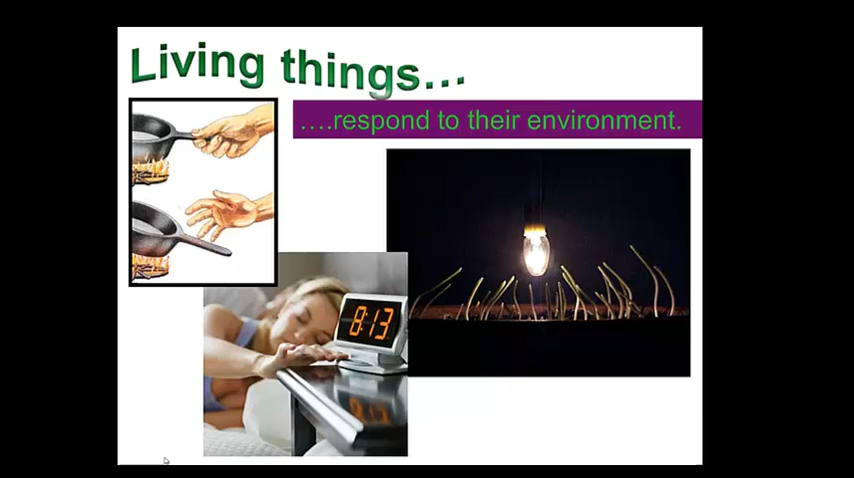 Living things…
….respond to their environment.
8:13